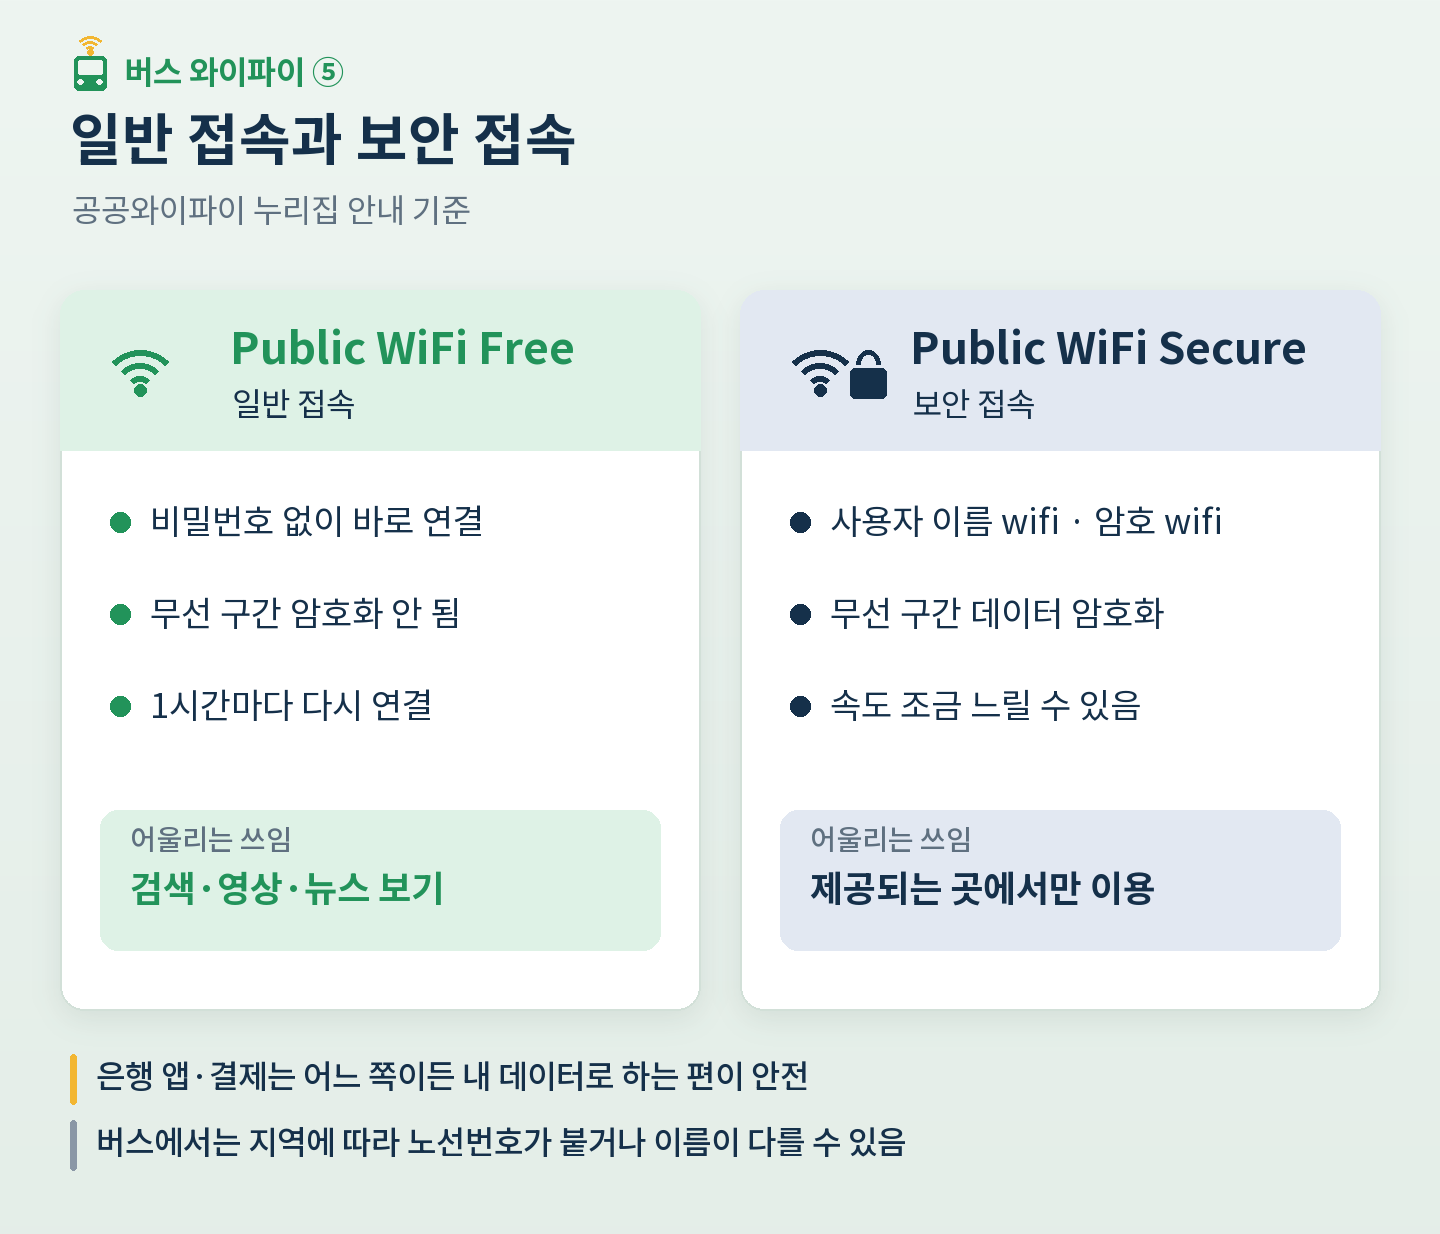 버스 와이파이 ⑤
일반 접속과 보안 접속
공공와이파이 누리집 안내 기준
Public WiFi Free
일반 접속
비밀번호 없이 바로 연결
무선 구간 암호화 안 됨
1시간마다 다시 연결
어울리는 쓰임
검색·영상·뉴스 보기
Public WiFi Secure
보안 접속
사용자 이름 wifi · 암호 wifi
무선 구간 데이터 암호화
속도 조금 느릴 수 있음
어울리는 쓰임
제공되는 곳에서만 이용
은행 앱·결제는 어느 쪽이든 내 데이터로 하는 편이 안전
버스에서는 지역에 따라 노선번호가 붙거나 이름이 다를 수 있음